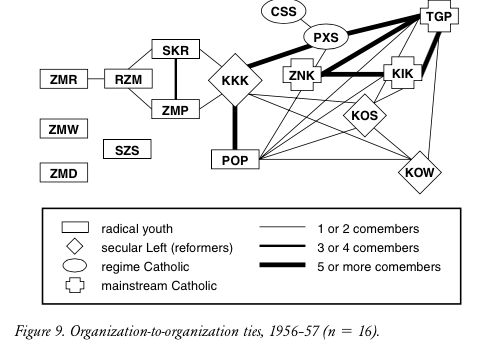 CSS
TGP
PXS
SKR
ZMR
RZM
KKK
ZNK
KIK
ZMP
KOS
ZMW
SZS
POP
ZMD
KOW
radical youth
1 or 2 comembers
secular Left (reformers)
3 or 4 comembers
regime Catholic
5 or more comembers
mainstream Catholic
Figure 9. Organization-to-organization ties, 1956–57 (n = 16).